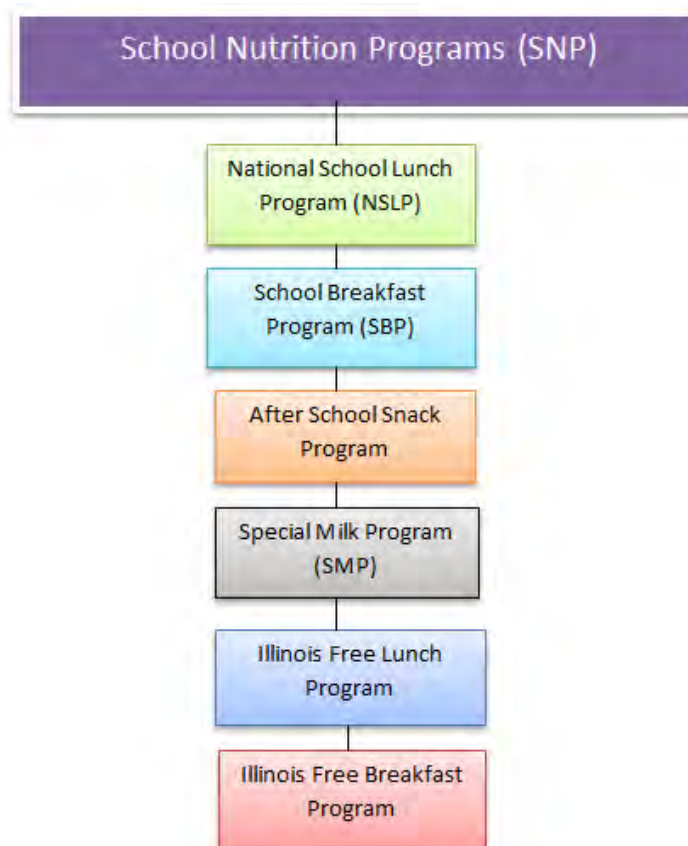 School Nutrition Programs (SNP)
National School Lunch
Program (NSLP)
School Breakfast
Program (SBP)
After School Snack
Program
Special Milk Program
(SMP)
Illinois Free Lunch
Program
Illinois Free Breakfast
Program